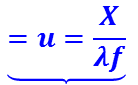 = u = X/λf